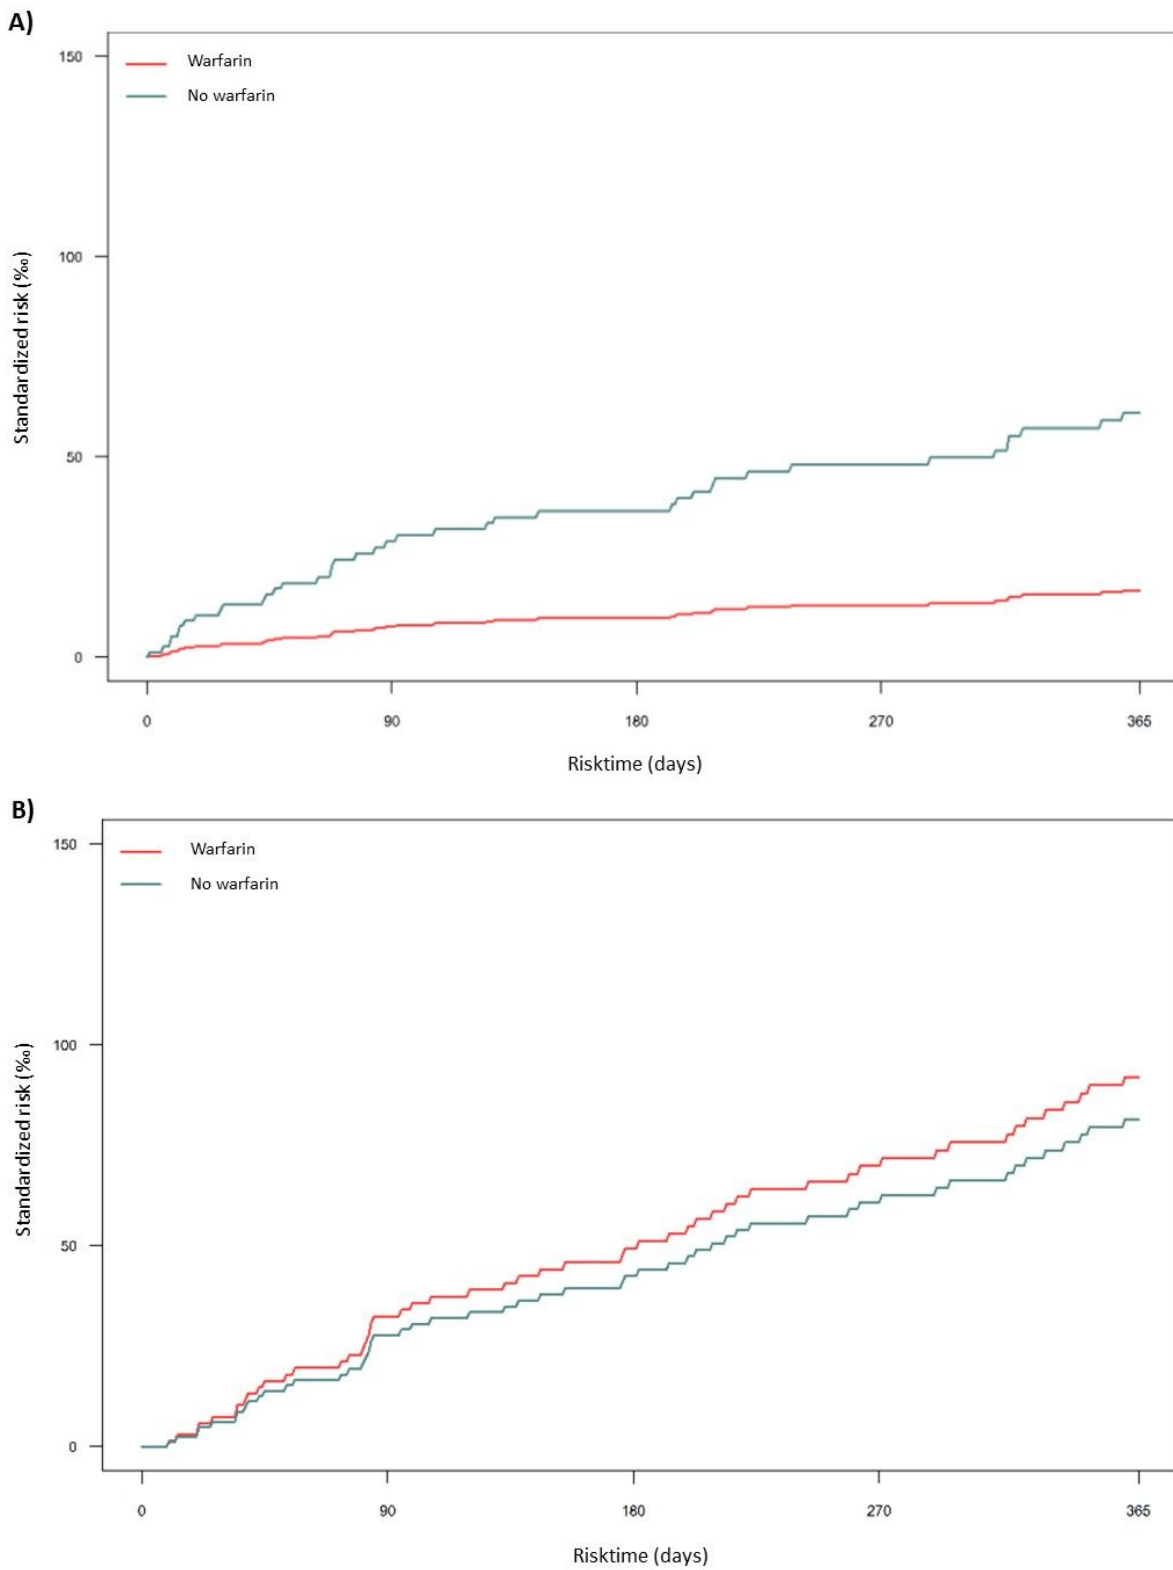 A)
150
Warfarin
No warfarin
100
Standardized risk (‰)
50
0
0 90 180 270 365
Risktime (days)
B)
150
Warfarin
No warfarin
100
Standardized risk (‰)
50
0
0 90 180 270 365
Risktime (days)